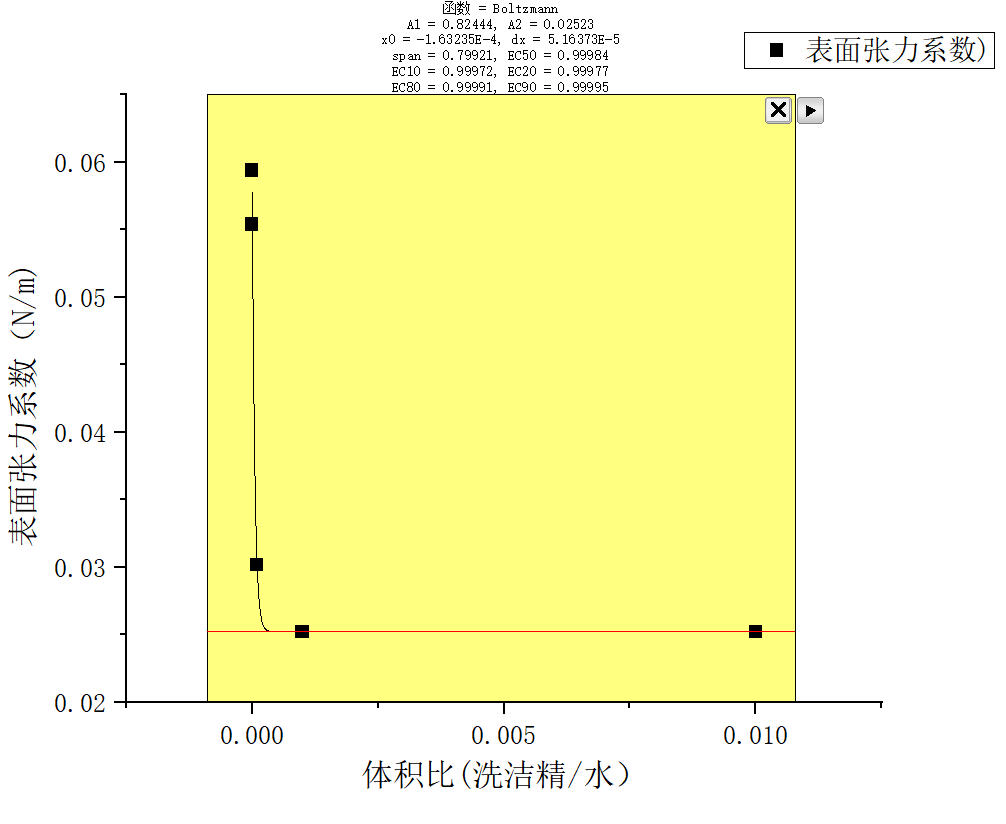 函数 = Boltzmann
A1 = 0.82444, A2 = 0.02523
x0 = -1.63235E-4, dx = 5.16373E-5
span = 0.79921, EC50 = 0.99984
EC10 = 0.99972, EC20 = 0.99977
EC80 = 0.99991, EC90 = 0.99995
表面张力系数)
0.06
0.05
0.04
0.03
0.02
表面张力系数 (N/m)
0.000 0.005 0.010
体积比(洗洁精/水）